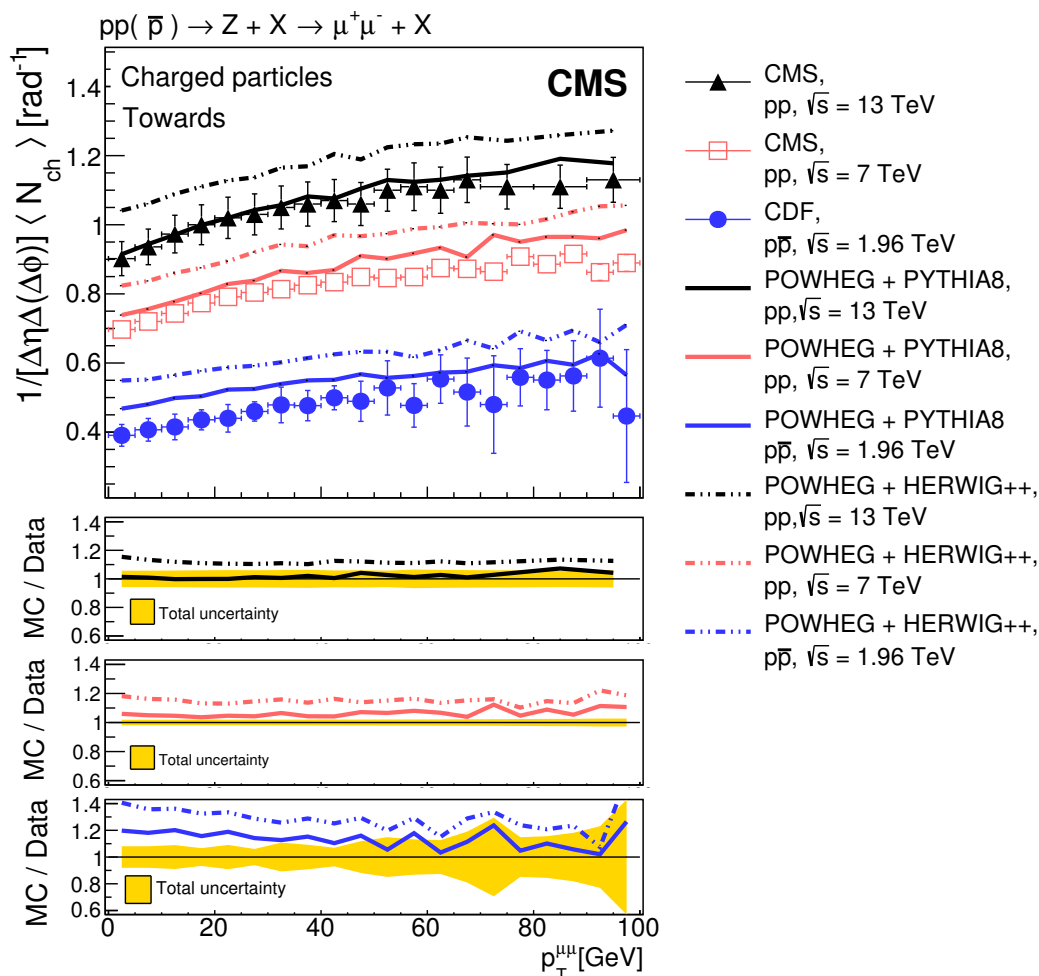 pp( p̅ ) → Z + X → μ⁺μ⁻ + X
1/[ΔηΔ(Δϕ)] ⟨ N_ch ⟩ [rad⁻¹]
Charged particles
CMS
Towards
1.4
1.2
1
0.8
0.6
0.4
CMS,
pp, √s = 13 TeV
CMS,
pp, √s = 7 TeV
CDF,
pp̅, √s = 1.96 TeV
POWHEG + PYTHIA8,
pp,√s = 13 TeV
POWHEG + PYTHIA8,
pp, √s = 7 TeV
POWHEG + PYTHIA8
pp̅, √s = 1.96 TeV
POWHEG + HERWIG++,
pp,√s = 13 TeV
POWHEG + HERWIG++,
pp, √s = 7 TeV
POWHEG + HERWIG++,
pp̅, √s = 1.96 TeV
MC / Data
1.4
1.2
1
0.8
0.6
Total uncertainty
MC / Data
1.4
1.2
1
0.8
0.6
Total uncertainty
MC / Data
1.4
1.2
1
0.8
0.6
Total uncertainty
0 20 40 60 80 100
p_T^μμ [GeV]